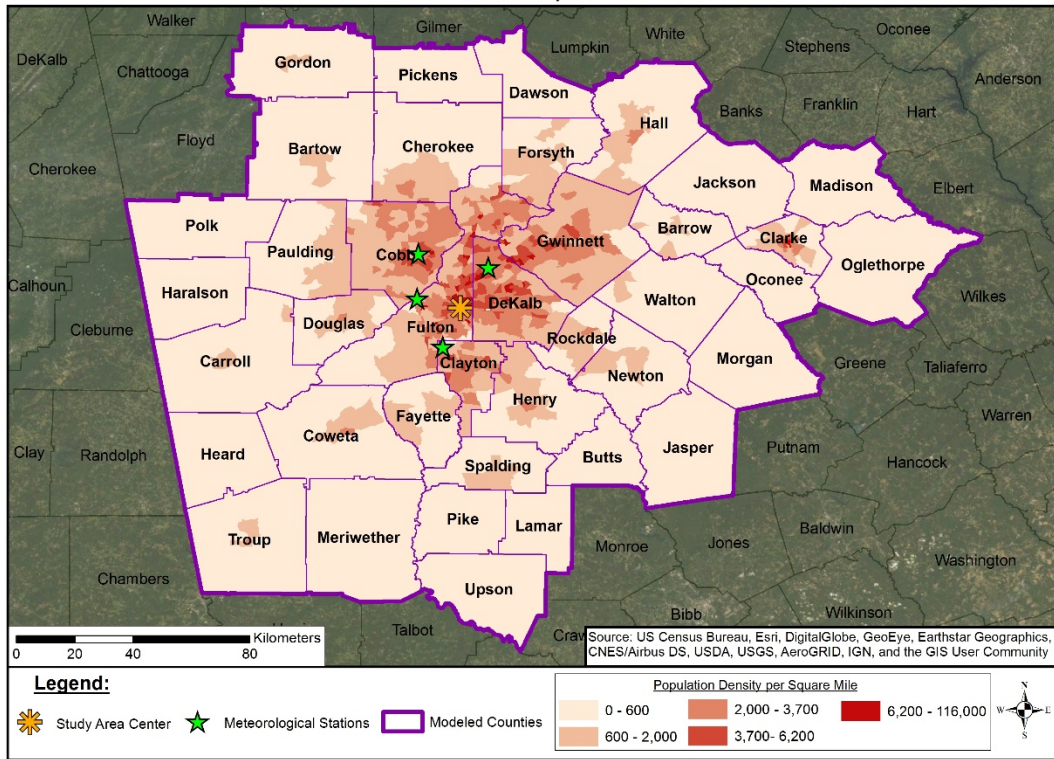 Walker
Gilmer
Lumpkin
White
Oconee
Stephens
DeKalb
Chattooga
Gordon
Pickens
Dawson
Anderson
Banks
Franklin
Hart
Floyd
Hall
Cherokee
Bartow
Cherokee
Forsyth
Jackson
Madison
Elbert
Polk
Paulding
Cobb
Gwinnett
Barrow
Clarke
Oglethorpe
Oconee
Calhoun
Haralson
Walton
DeKalb
Wilkes
Cleburne
Douglas
Fulton
Rockdale
Morgan
Greene
Taliaferro
Carroll
Clayton
Newton
Henry
Warren
Fayette
Coweta
Clay
Randolph
Heard
Jasper
Putnam
Butts
Hancock
Spalding
Troup
Meriwether
Pike
Lamar
Monroe
Jones
Baldwin
Washington
Chambers
Upson
Bibb
Wilkinson
Talbot
Kilometers
0 20 40 80
Source: US Census Bureau, Esri, DigitalGlobe, GeoEye, Earthstar Geographics,
CNES/Airbus DS, USDA, USGS, AeroGRID, IGN, and the GIS User Community
Legend:
Study Area Center
Meteorological Stations
Modeled Counties
Population Density per Square Mile
0 - 600
2,000 - 3,700
6,200 - 116,000
600 - 2,000
3,700- 6,200
N
W E
S